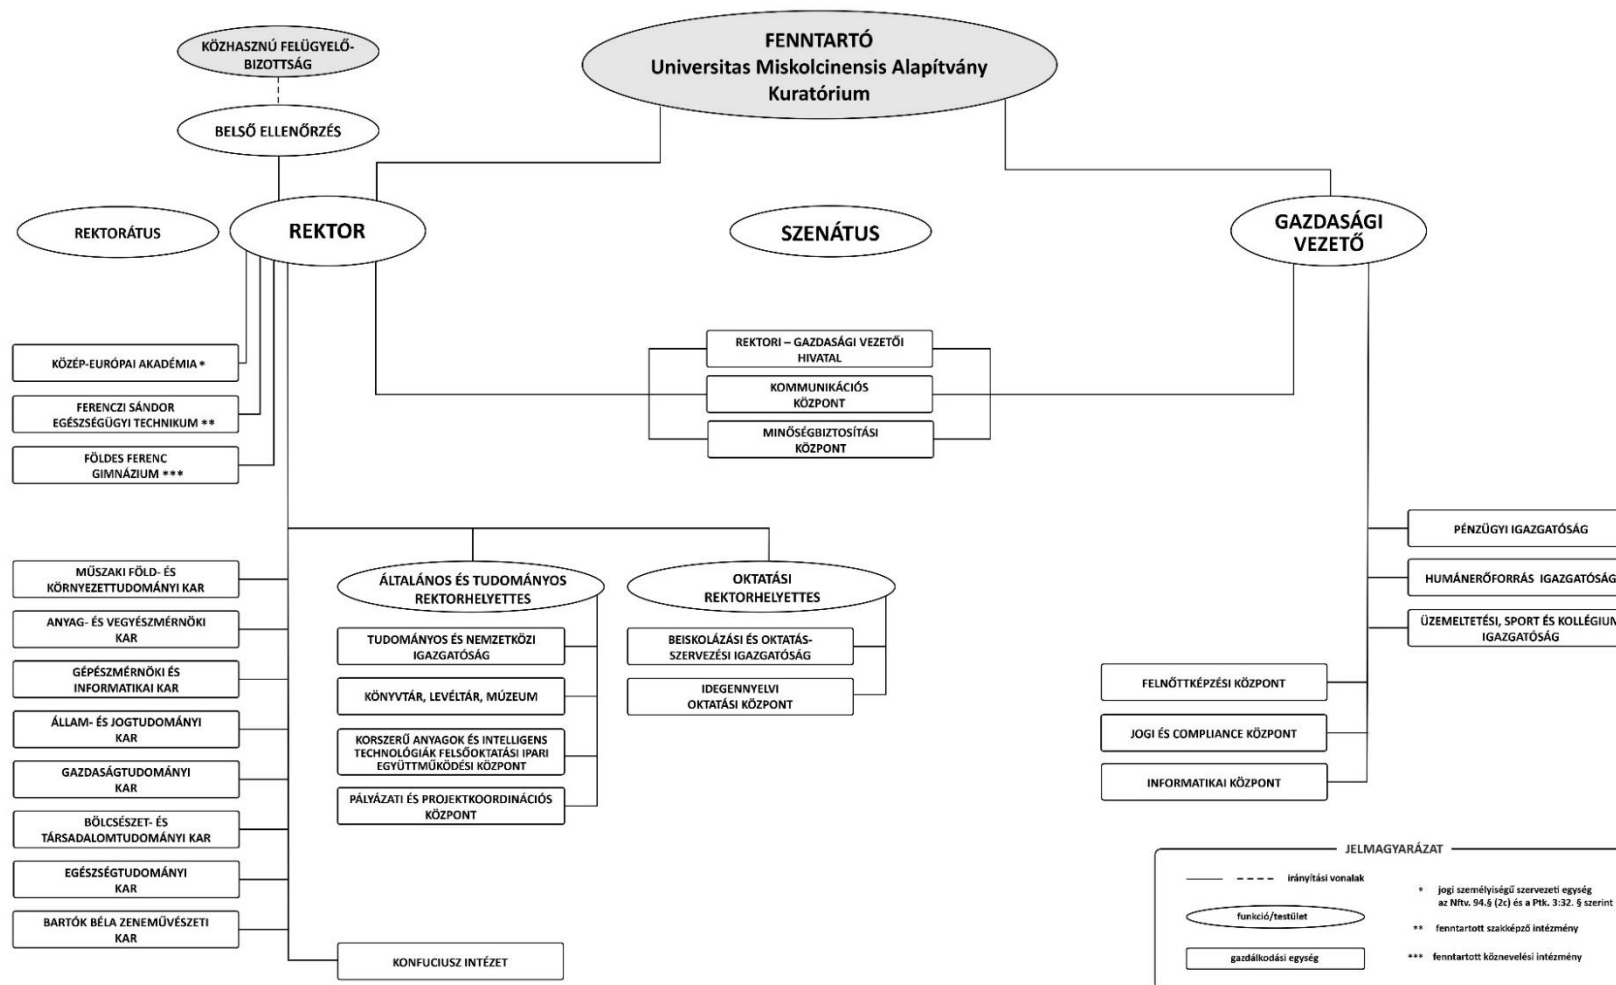 KÖZHASZNÚ FELÜGYELŐ-
BIZOTTSÁG
FENNTARTÓ
Universitas Miskolcinensis Alapítvány
Kuratórium
BELSŐ ELLENŐRZÉS
REKTORÁTUS
REKTOR
SZENÁTUS
GAZDASÁGI
VEZETŐ
KÖZÉP-EURÓPAI AKADÉMIA *
FERENCZI SÁNDOR
EGÉSZSÉGÜGYI TECHNIKUM **
FÖLDES FERENC
GIMNÁZIUM ***
REKTORI – GAZDASÁGI VEZETŐI
HIVATAL
KOMMUNIKÁCIÓS
KÖZPONT
MINŐSÉGBIZTOSÍTÁSI
KÖZPONT
MŰSZAKI FÖLD- ÉS
KÖRNYEZETTUDOMÁNYI KAR
ANYAG- ÉS VEGYÉSZMÉRNÖKI
KAR
GÉPÉSZMÉRNÖKI ÉS
INFORMATIKAI KAR
ÁLLAM- ÉS JOGTUDOMÁNYI
KAR
GAZDASÁGTUDOMÁNYI
KAR
BÖLCSÉSZET- ÉS
TÁRSADALOMTUDOMÁNYI KAR
EGÉSZSÉGTUDOMÁNYI
KAR
BARTÓK BÉLA ZENEMŰVÉSZETI
KAR
ÁLTALÁNOS ÉS TUDOMÁNYOS
REKTORHELYETTES
TUDOMÁNYOS ÉS NEMZETKÖZI
IGAZGATÓSÁG
KÖNYVTÁR, LEVÉLTÁR, MÚZEUM
KORSZERŰ ANYAGOK ÉS INTELLIGENS
TECHNOLÓGIÁK FELSŐOKTATÁSI IPARI
EGYÜTTMŰKÖDÉSI KÖZPONT
PÁLYÁZATI ÉS PROJEKTKOORDINÁCIÓS
KÖZPONT
KONFUCIUSZ INTÉZET
OKTATÁSI
REKTORHELYETTES
BEISKOLÁZÁSI ÉS OKTATÁS-
SZERVEZÉSI IGAZGATÓSÁG
IDEGENNYELVI
OKTATÁSI KÖZPONT
PÉNZÜGYI IGAZGATÓSÁG
HUMÁNERŐFORRÁS IGAZGATÓSÁG
ÜZEMELTETÉSI, SPORT ÉS KOLLÉGIUM
IGAZGATÓSÁG
FELNŐTTKÉPZÉSI KÖZPONT
JOGI ÉS COMPLIANCE KÖZPONT
INFORMATIKAI KÖZPONT
JELMAGYARÁZAT
irányítási vonalak
funkció/testület
gazdálkodási egység
* jogi személyiségű szervezeti egység
az Nftv. 94.§ (2c) és a Ptk. 3:32. § szerint
** fenntartott szakképző intézmény
*** fenntartott köznevelési intézmény